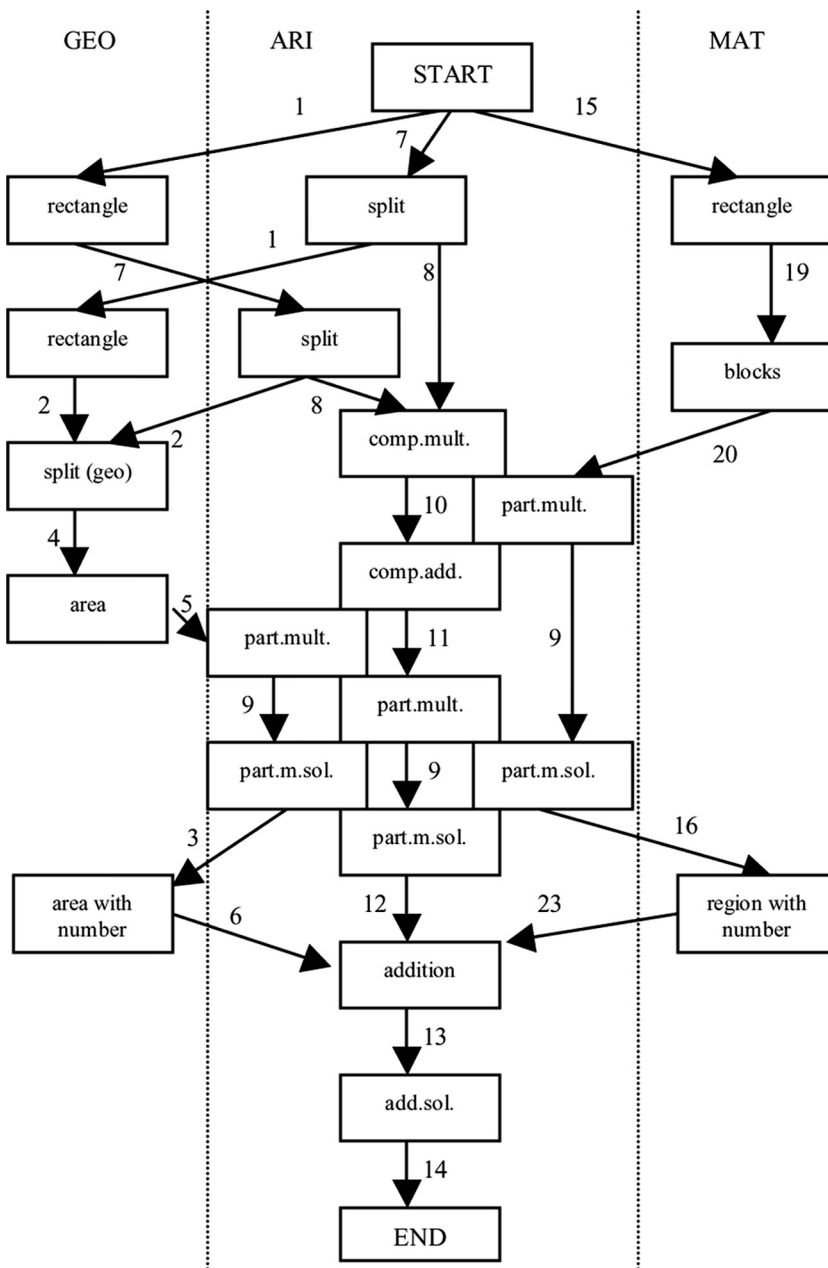 GEO ARI MAT
START
1 7 15
rectangle split rectangle
7 1 8 19
rectangle split blocks
2 2 8 20
split (geo) comp.mult. part.mult.
4 10
area comp.add.
5 part.mult. 11 9
9 part.mult.
part.m.sol. 9 part.m.sol.
3 part.m.sol. 16
area with
number
6 12 23
region with
number
addition
13
add.sol.
14
END